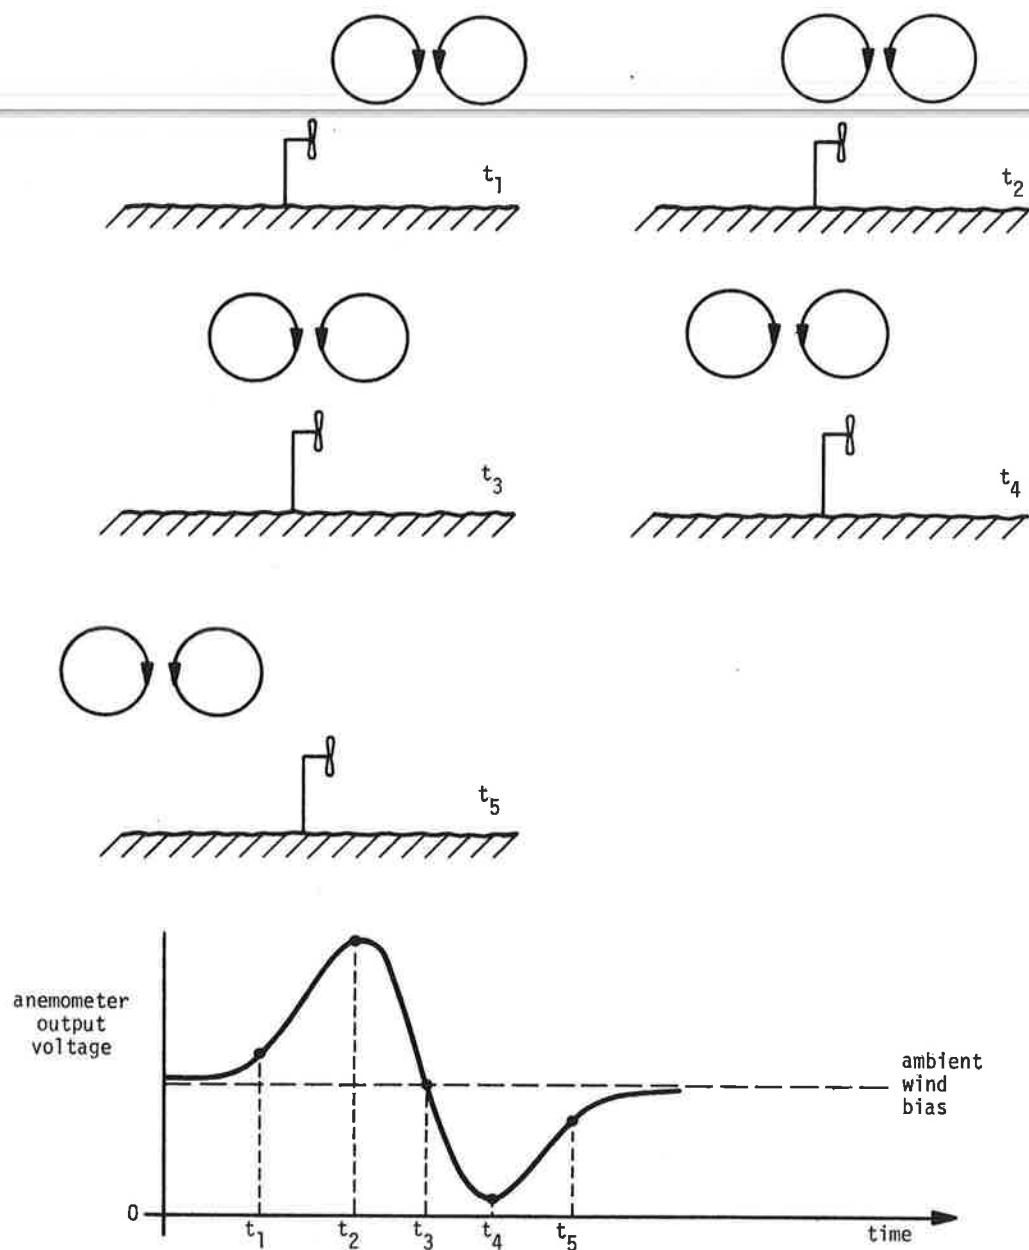 t1
t2
t3
t4
t5
anemometer
output
voltage
ambient
wind
bias
0
t1
t2
t3
t4
t5
time